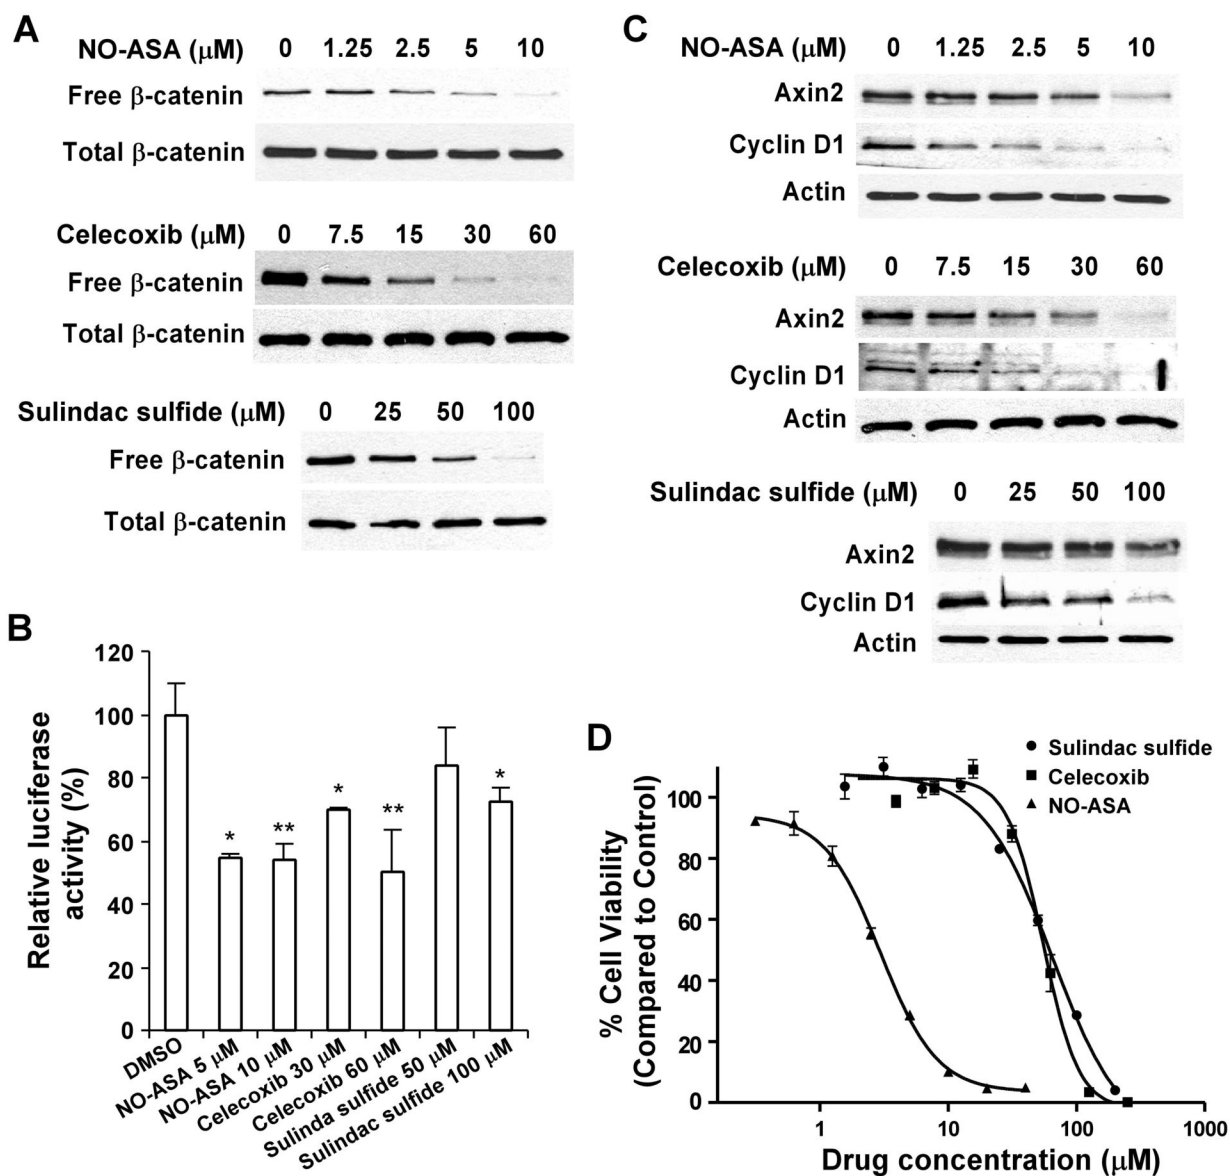 A
NO-ASA (μM) 0 1.25 2.5 5 10
Free β-catenin
Total β-catenin
Celecoxib (μM) 0 7.5 15 30 60
Free β-catenin
Total β-catenin
Sulindac sulfide (μM) 0 25 50 100
Free β-catenin
Total β-catenin
B
Relative luciferase
activity (%)
120
100
80
60
40
20
0
* ** * ** *
DMSO
NO-ASA 5 μM
NO-ASA 10 μM
Celecoxib 30 μM
Celecoxib 60 μM
Sulinda sulfide 50 μM
Sulindac sulfide 100 μM
C
NO-ASA (μM) 0 1.25 2.5 5 10
Axin2
Cyclin D1
Actin
Celecoxib (μM) 0 7.5 15 30 60
Axin2
Cyclin D1
Actin
Sulindac sulfide (μM) 0 25 50 100
Axin2
Cyclin D1
Actin
D
Sulindac sulfide
Celecoxib
NO-ASA
% Cell Viability
(Compared to Control)
100
80
60
40
20
0
1 10 100 1000
Drug concentration (μM)